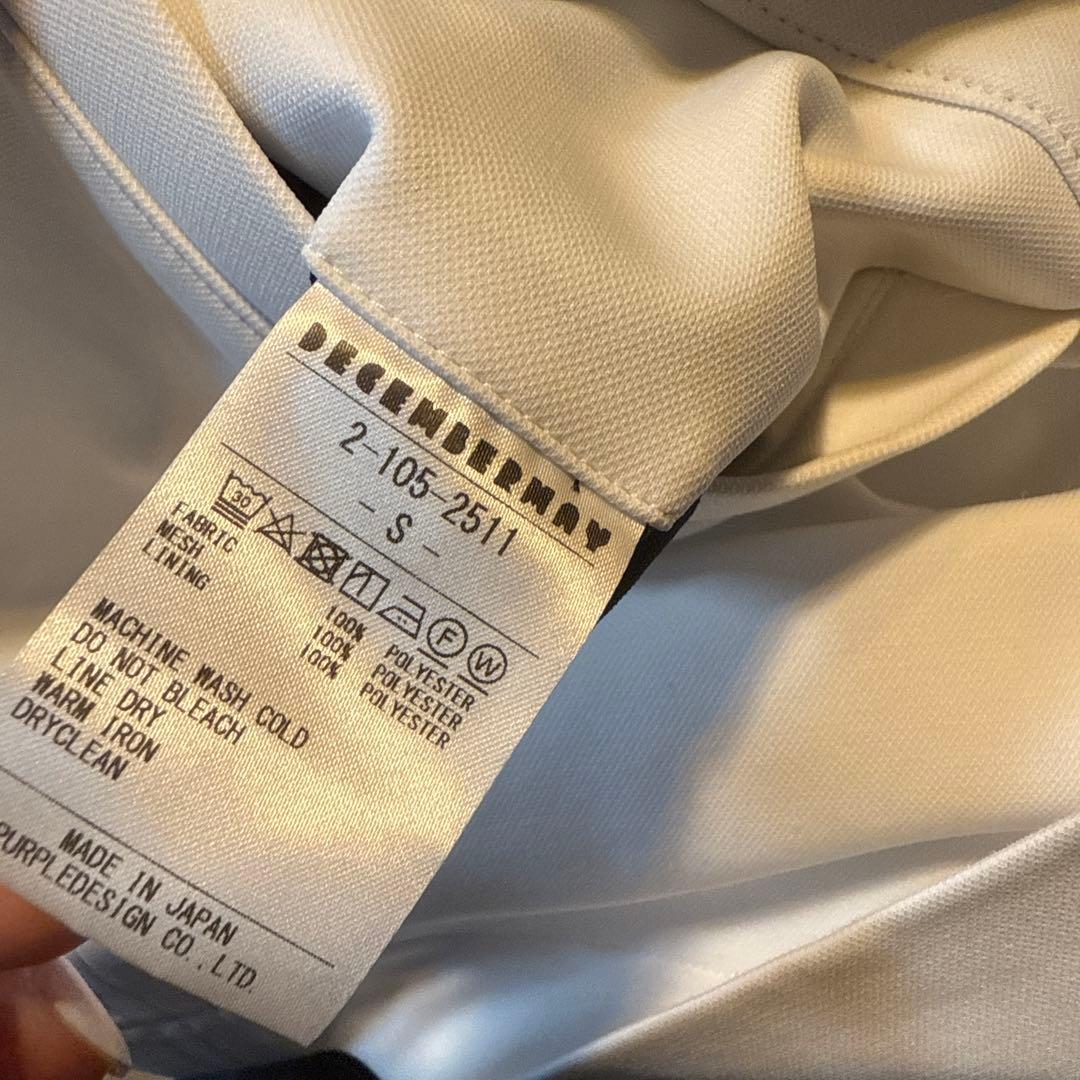 DECEMBERMAY
2-105-2511
- S -
30 F W
FABRIC 100% POLYESTER
MESH 100% POLYESTER
LINING 100% POLYESTER
MACHINE WASH COLD
DO NOT BLEACH
LINE DRY
WARM IRON
DRYCLEAN
MADE IN JAPAN
PURPLEDESIGN CO.,LTD.